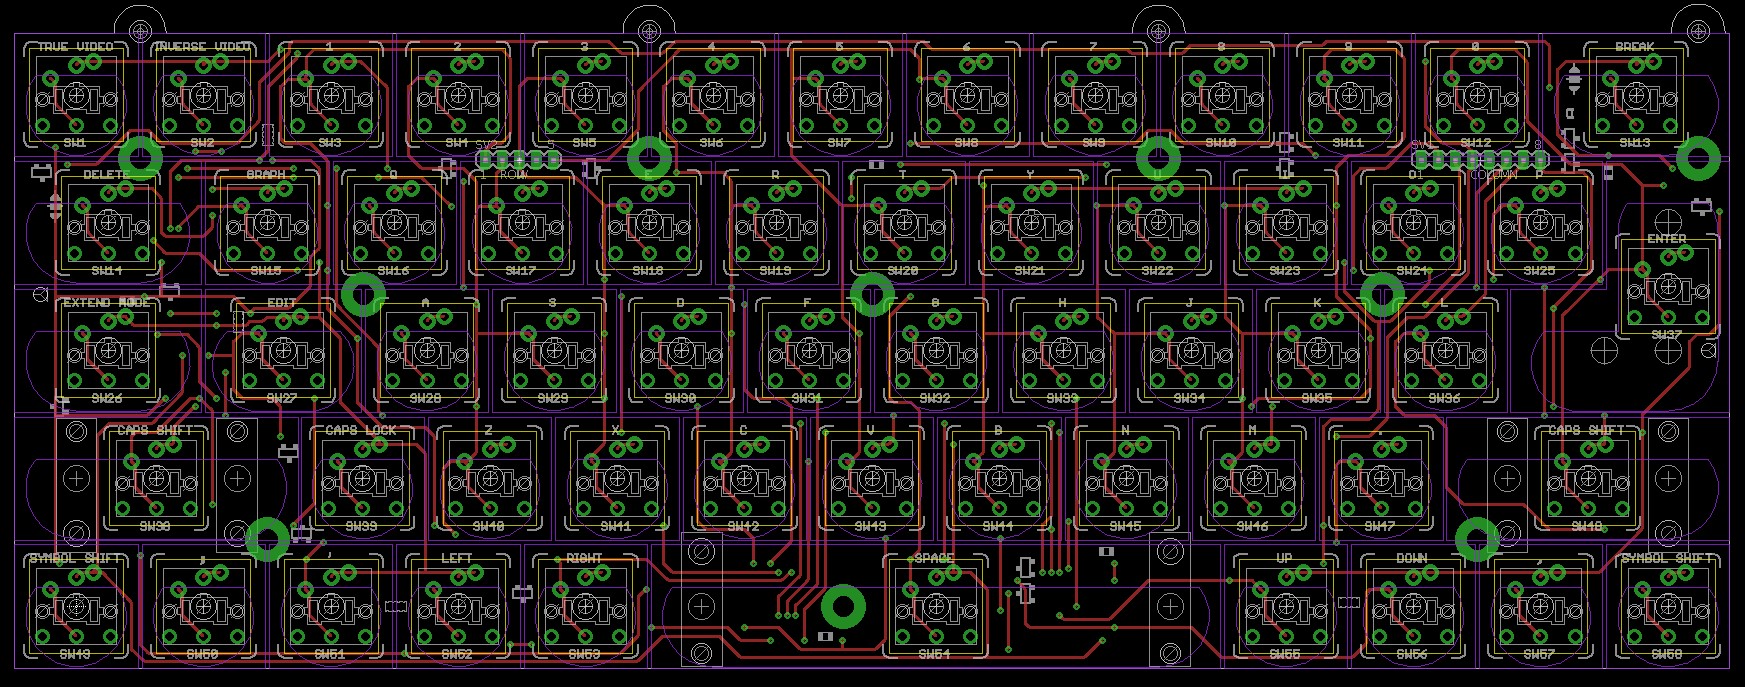 TRUE VIDEO INVERSE VIDEO 1 2 3 4 5 6 7 8 9 0 BREAK
SW1 SW2 SW3 SW4 SW5 SW6 SW7 SW8 SW9 SW10 SW11 SW12 SW13
SV2 5 8
1 ROW 1 COLUMN
DELETE GRAPH Q W E R T Y U I O P
SW14 SW15 SW16 SW17 SW18 SW19 SW20 SW21 SW22 SW23 SW24 SW25
ENTER
SW37
EXTEND MODE EDIT A S D F G H J K L
SW26 SW27 SW28 SW29 SW30 SW31 SW32 SW33 SW34 SW35 SW36
CAPS SHIFT CAPS LOCK Z X C V B N M . CAPS SHIFT
SW38 SW39 SW40 SW41 SW42 SW43 SW44 SW45 SW46 SW47 SW48
SYMBOL SHIFT ; " LEFT RIGHT SPACE UP DOWN , SYMBOL SHIFT
SW49 SW50 SW51 SW52 SW53 SW54 SW55 SW56 SW57 SW58